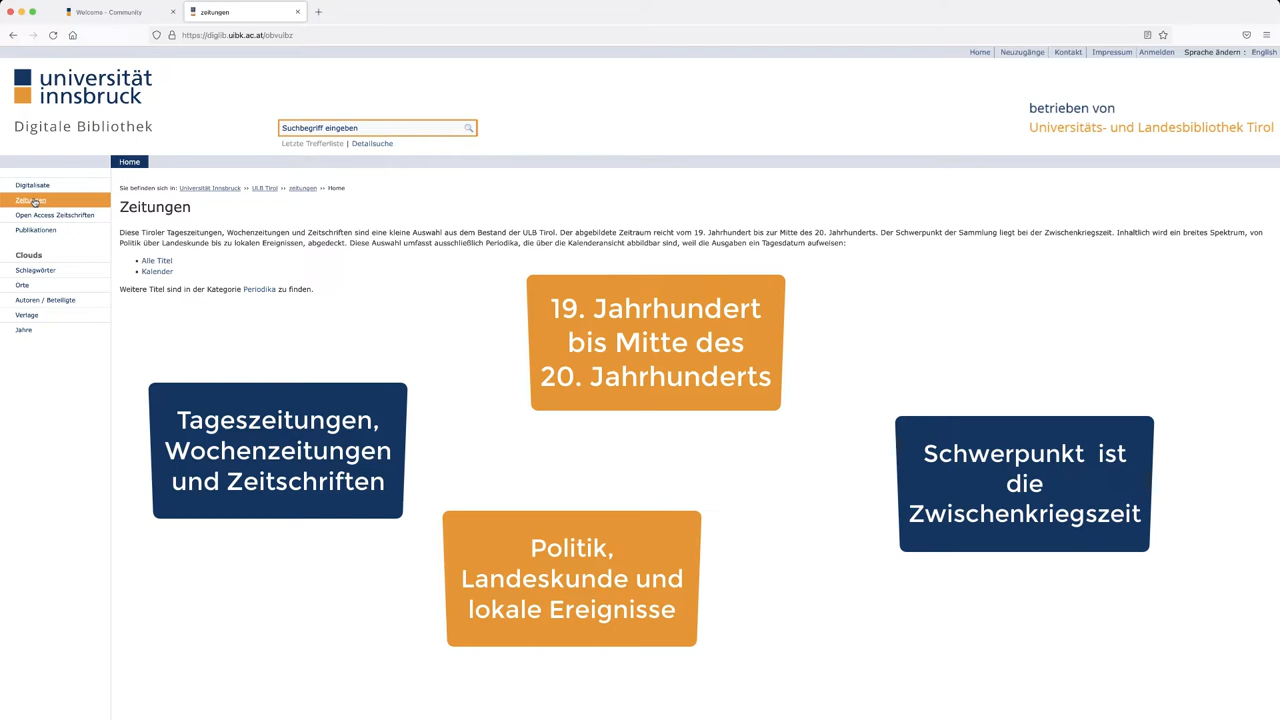 Welcome - Community
zeitungen
https://diglib.uibk.ac.at/obvuibz
Home
Neuzugänge
Kontakt
Impressum
Anmelden
Sprache ändern :
English
universität
innsbruck
Digitale Bibliothek
Suchbegriff eingeben
Letzte Trefferliste | Detailsuche
betrieben von
Universitäts- und Landesbibliothek Tirol
Home
Digitalisate
Zeitungen
Open Access Zeitschriften
Publikationen
Clouds
Schlagwörter
Orte
Autoren / Beteiligte
Verlage
Jahre
Sie befinden sich in: Universität Innsbruck ›› ULB Tirol ›› zeitungen ›› Home
Zeitungen
Diese Tiroler Tageszeitungen, Wochenzeitungen und Zeitschriften sind eine kleine Auswahl aus dem Bestand der ULB Tirol. Der abgebildete Zeitraum reicht vom 19. Jahrhundert bis zur Mitte des 20. Jahrhunderts. Der Schwerpunkt der Sammlung liegt bei der Zwischenkriegszeit. Inhaltlich wird ein breites Spektrum, von
Politik über Landeskunde bis zu lokalen Ereignissen, abgedeckt. Diese Auswahl umfasst ausschließlich Periodika, die über die Kalenderansicht abbildbar sind, weil die Ausgaben ein Tagesdatum aufweisen:
• Alle Titel
• Kalender
Weitere Titel sind in der Kategorie Periodika zu finden.
19. Jahrhundert
bis Mitte des
20. Jahrhunderts
Tageszeitungen,
Wochenzeitungen
und Zeitschriften
Schwerpunkt ist
die
Zwischenkriegszeit
Politik,
Landeskunde und
lokale Ereignisse